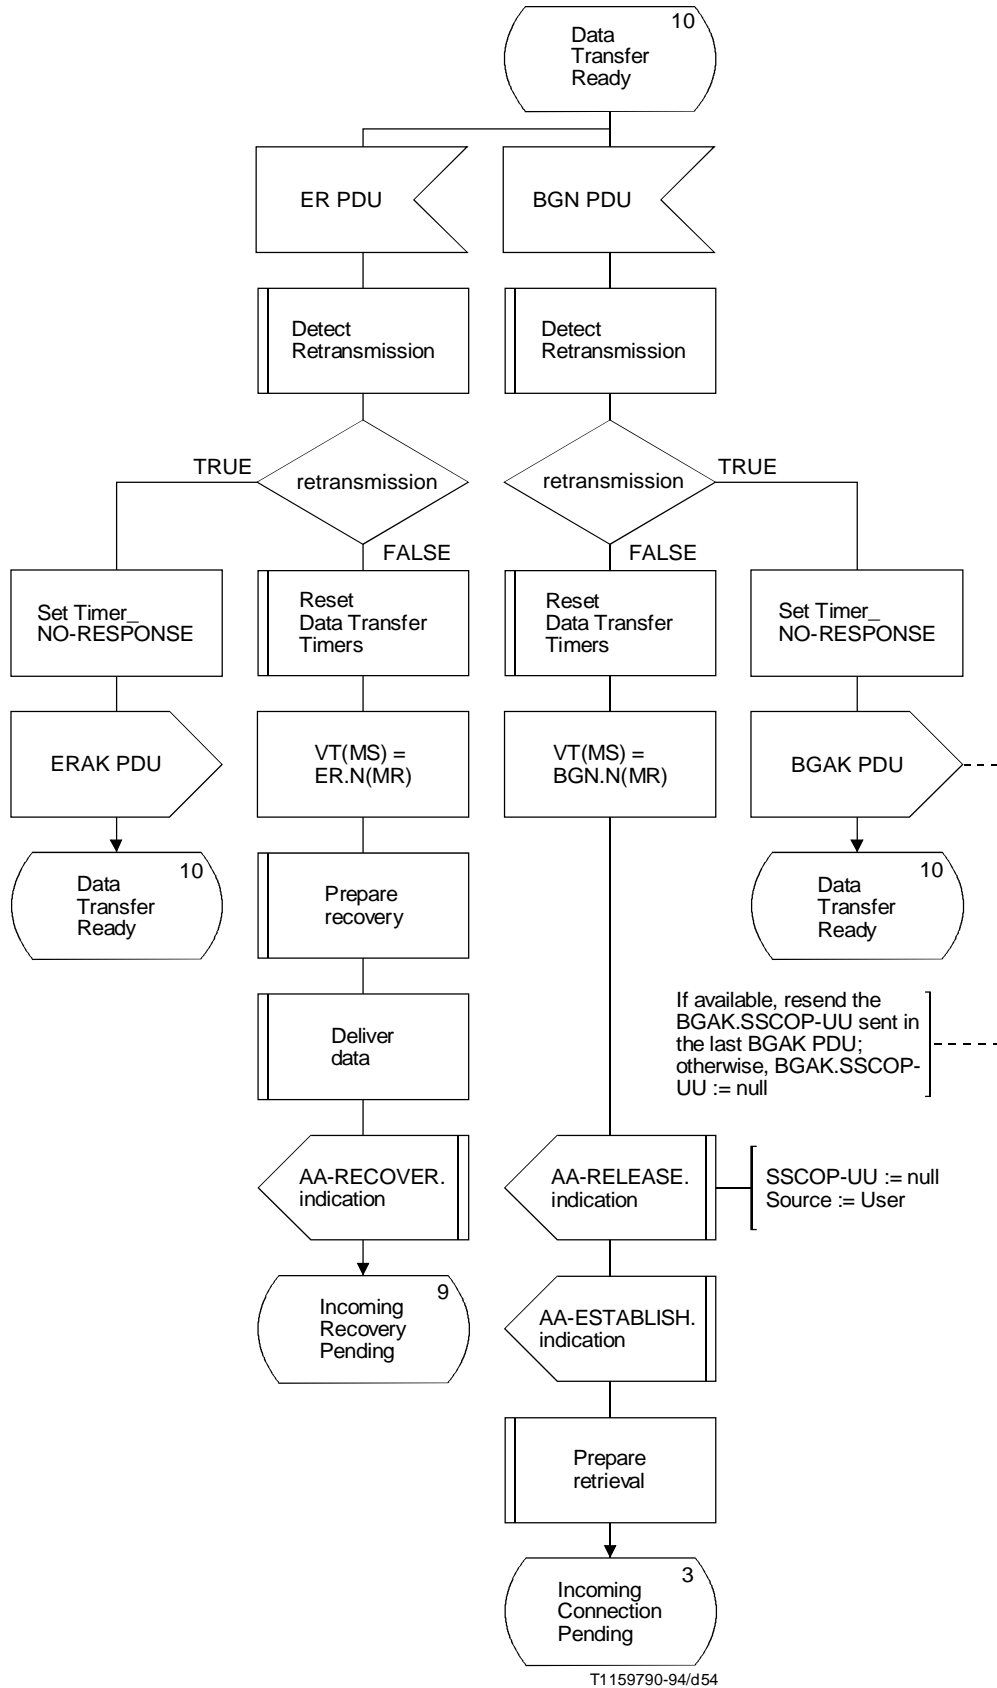 10
Data
Transfer
Ready
ER PDU
BGN PDU
Detect
Retransmission
Detect
Retransmission
TRUE
retransmission
retransmission
TRUE
FALSE
FALSE
Set Timer_
NO-RESPONSE
Reset
Data Transfer
Timers
Reset
Data Transfer
Timers
Set Timer_
NO-RESPONSE
ERAK PDU
VT(MS) =
ER.N(MR)
VT(MS) =
BGN.N(MR)
BGAK PDU
10
Data
Transfer
Ready
Prepare
recovery
10
Data
Transfer
Ready
Deliver
data
If available, resend the
BGAK.SSCOP-UU sent in
the last BGAK PDU;
otherwise, BGAK.SSCOP-
UU := null
AA-RECOVER.
indication
AA-RELEASE.
indication
SSCOP-UU := null
Source := User
9
Incoming
Recovery
Pending
AA-ESTABLISH.
indication
Prepare
retrieval
3
Incoming
Connection
Pending
T1159790-94/d54